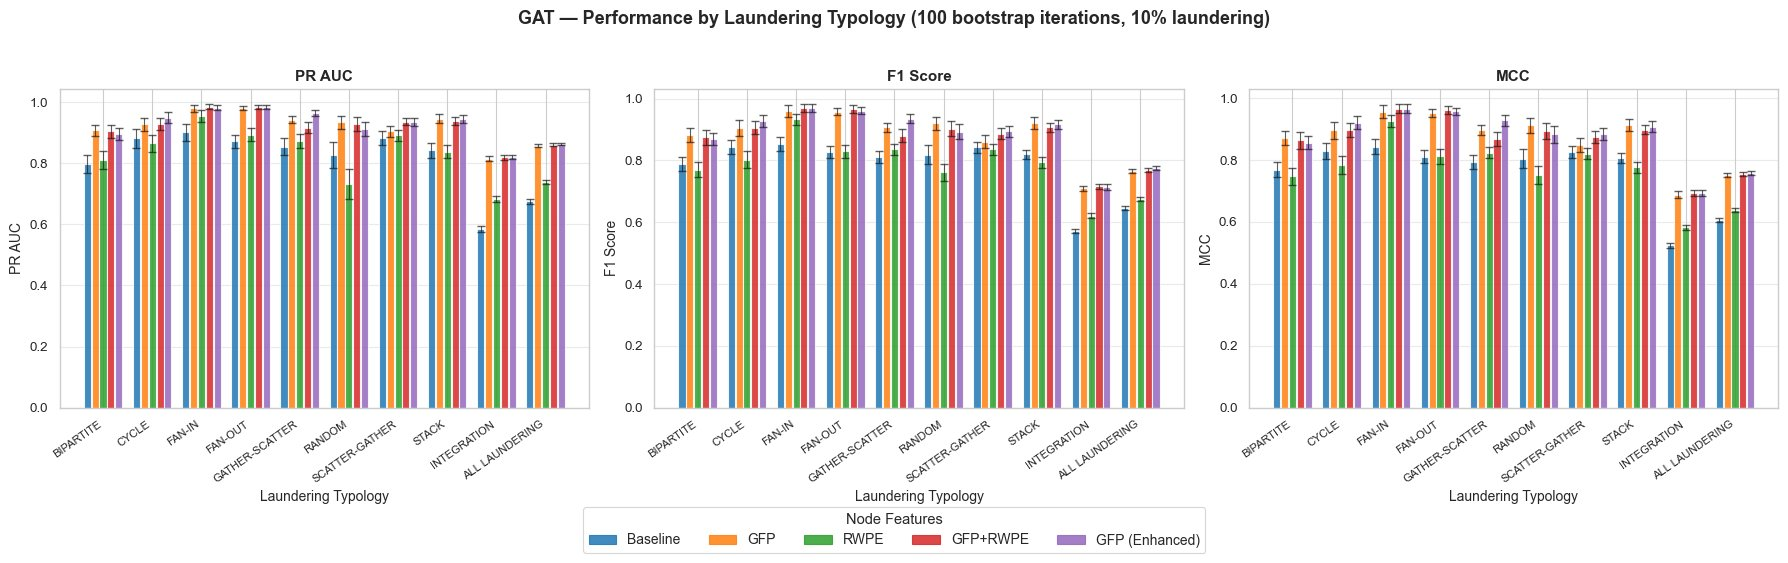 GAT — Performance by Laundering Typology (100 bootstrap iterations, 10% laundering)
PR AUC
PR AUC
1.0
0.8
0.6
0.4
0.2
0.0
BIPARTITE
CYCLE
FAN-IN
FAN-OUT
GATHER-SCATTER
RANDOM
SCATTER-GATHER
STACK
INTEGRATION
ALL LAUNDERING
Laundering Typology
F1 Score
F1 Score
1.0
0.8
0.6
0.4
0.2
0.0
BIPARTITE
CYCLE
FAN-IN
FAN-OUT
GATHER-SCATTER
RANDOM
SCATTER-GATHER
STACK
INTEGRATION
ALL LAUNDERING
Laundering Typology
MCC
MCC
1.0
0.8
0.6
0.4
0.2
0.0
BIPARTITE
CYCLE
FAN-IN
FAN-OUT
GATHER-SCATTER
RANDOM
SCATTER-GATHER
STACK
INTEGRATION
ALL LAUNDERING
Laundering Typology
Node Features
Baseline GFP RWPE GFP+RWPE GFP (Enhanced)